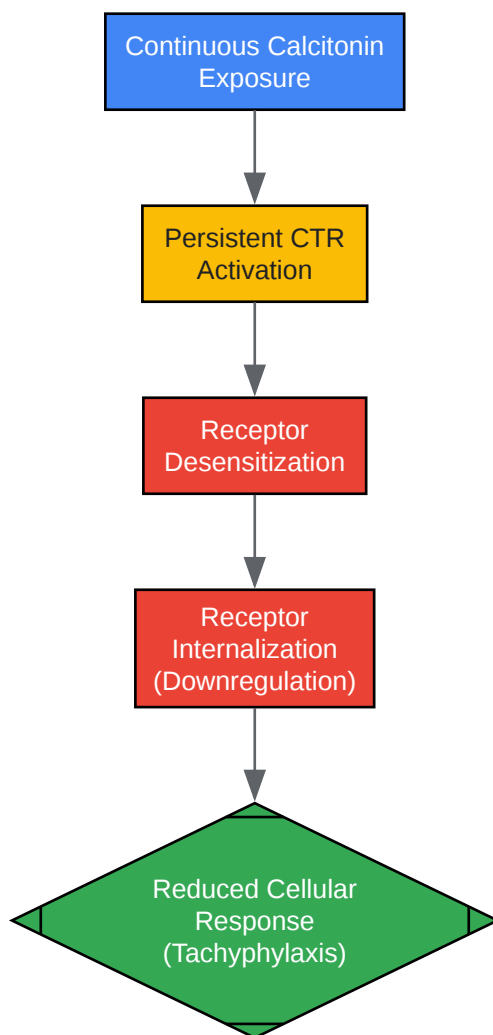 Continuous Calcitonin
Exposure
Persistent CTR
Activation
Receptor
Desensitization
Receptor
Internalization
(Downregulation)
Reduced Cellular
Response
(Tachyphylaxis)